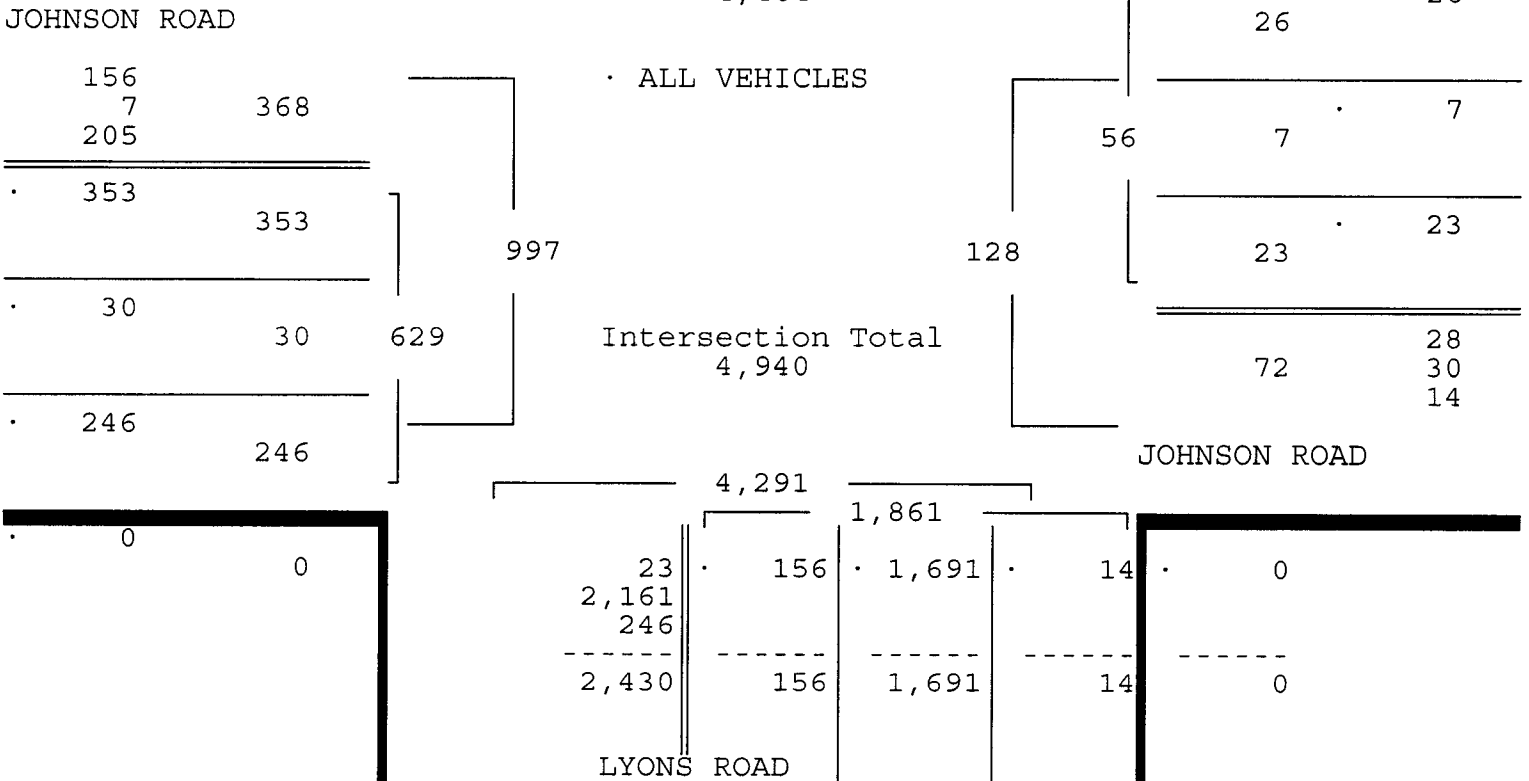 JOHNSON ROAD
26
156
· ALL VEHICLES
7 368
· 7
205
56 7
· 353
353
· 23
997 128 23
· 30
30 629 Intersection Total 28
4,940 72 30
14
· 246
246
JOHNSON ROAD
4,291
1,861
· 0
0 23 · 156 · 1,691 · 14 · 0
2,161
246
------ ------ ------ ------ ------
2,430 156 1,691 14 0
LYONS ROAD